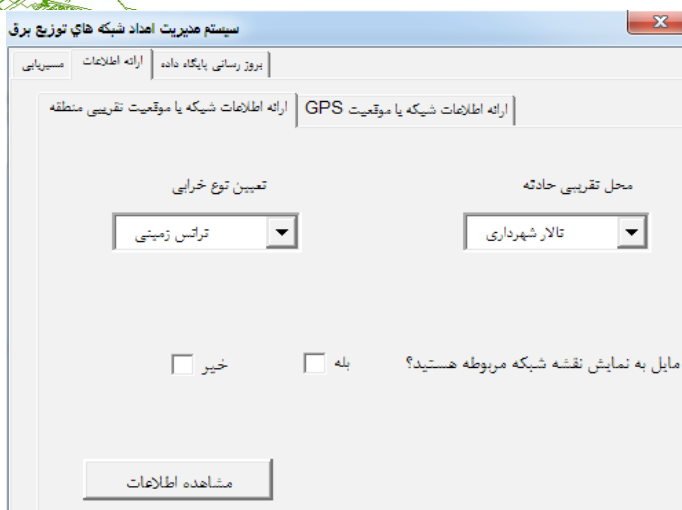 سیستم مدیریت امداد شبکه هاي توزیع برق
مسیریابی
ارائه اطلاعات
بروز رسانی پایگاه داده
ارائه اطلاعات شبکه یا موقعیت تقریبی منطقه
ارائه اطلاعات شبکه یا موقعیت GPS
محل تقریبی حادثه
تعیین توع خرابی
تالار شهرداری
ترانس زمینی
مایل به نمایش نقشه شبکه مربوطه هستید؟
بله
خیر
مشاهده اطلاعات